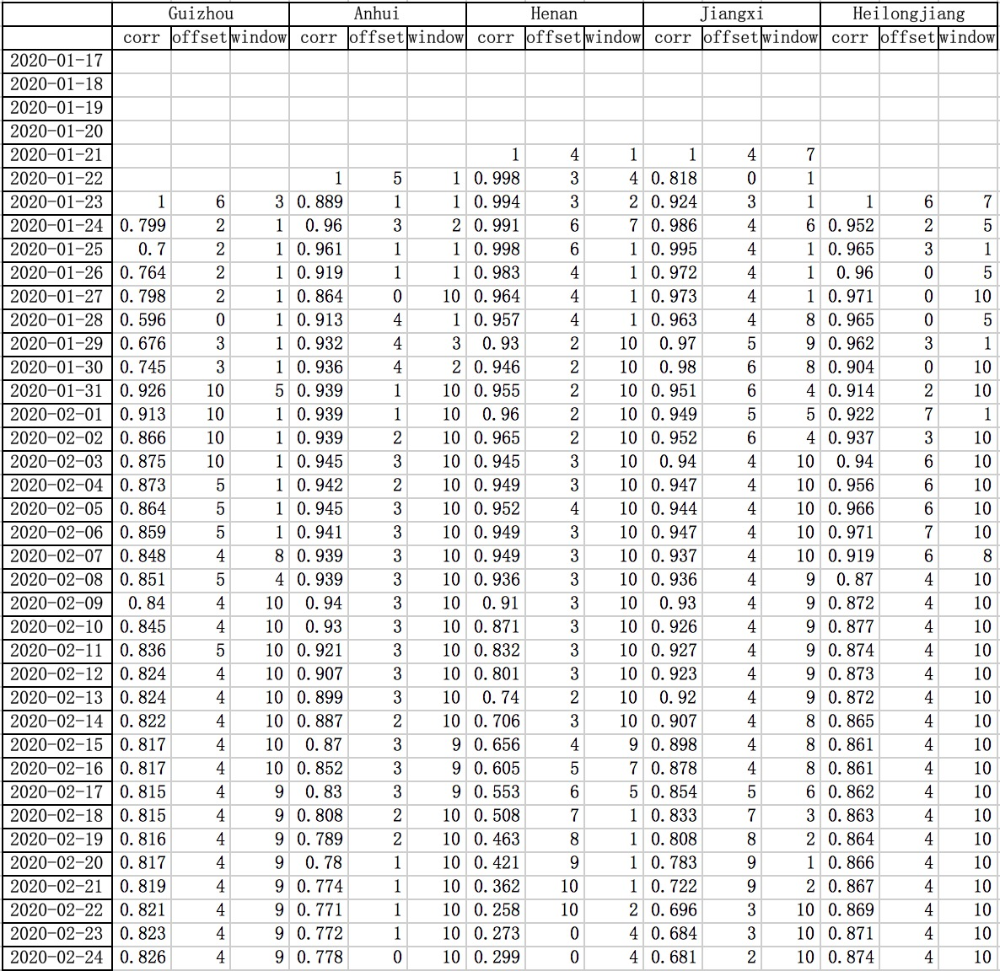 Guizhou Anhui Henan Jiangxi Heilongjiang
corr offset window corr offset window corr offset window corr offset window corr offset window
2020-01-17
2020-01-18
2020-01-19
2020-01-20
2020-01-21 1 4 1 1 4 7
2020-01-22 1 5 1 0.998 3 4 0.818 0 1
2020-01-23 1 6 3 0.889 1 1 0.994 3 2 0.924 3 1 1 6 7
2020-01-24 0.799 2 1 0.96 3 2 0.991 6 7 0.986 4 6 0.952 2 5
2020-01-25 0.7 2 1 0.961 1 1 0.998 6 1 0.995 4 1 0.965 3 1
2020-01-26 0.764 2 1 0.919 1 1 0.983 4 1 0.972 4 1 0.96 0 5
2020-01-27 0.798 2 1 0.864 0 10 0.964 4 1 0.973 4 1 0.971 0 10
2020-01-28 0.596 0 1 0.913 4 1 0.957 4 1 0.963 4 8 0.965 0 5
2020-01-29 0.676 3 1 0.932 4 3 0.93 2 10 0.97 5 9 0.962 3 1
2020-01-30 0.745 3 1 0.936 4 2 0.946 2 10 0.98 6 8 0.904 0 10
2020-01-31 0.926 10 5 0.939 1 10 0.955 2 10 0.951 6 4 0.914 2 10
2020-02-01 0.913 10 1 0.939 1 10 0.96 2 10 0.949 5 5 0.922 7 1
2020-02-02 0.866 10 1 0.939 2 10 0.965 2 10 0.952 6 4 0.937 3 10
2020-02-03 0.875 10 1 0.945 3 10 0.945 3 10 0.94 4 10 0.94 6 10
2020-02-04 0.873 5 1 0.942 2 10 0.949 3 10 0.947 4 10 0.956 6 10
2020-02-05 0.864 5 1 0.945 3 10 0.952 4 10 0.944 4 10 0.966 6 10
2020-02-06 0.859 5 1 0.941 3 10 0.949 3 10 0.947 4 10 0.971 7 10
2020-02-07 0.848 4 8 0.939 3 10 0.949 3 10 0.937 4 10 0.919 6 8
2020-02-08 0.851 5 4 0.939 3 10 0.936 3 10 0.936 4 9 0.87 4 10
2020-02-09 0.84 4 10 0.94 3 10 0.91 3 10 0.93 4 9 0.872 4 10
2020-02-10 0.845 4 10 0.93 3 10 0.871 3 10 0.926 4 9 0.877 4 10
2020-02-11 0.836 5 10 0.921 3 10 0.832 3 10 0.927 4 9 0.874 4 10
2020-02-12 0.824 4 10 0.907 3 10 0.801 3 10 0.923 4 9 0.873 4 10
2020-02-13 0.824 4 10 0.899 3 10 0.74 2 10 0.92 4 9 0.872 4 10
2020-02-14 0.822 4 10 0.887 2 10 0.706 3 10 0.907 4 8 0.865 4 10
2020-02-15 0.817 4 10 0.87 3 9 0.656 4 9 0.898 4 8 0.861 4 10
2020-02-16 0.817 4 10 0.852 3 9 0.605 5 7 0.878 4 8 0.861 4 10
2020-02-17 0.815 4 9 0.83 3 9 0.553 6 5 0.854 5 6 0.862 4 10
2020-02-18 0.815 4 9 0.808 2 10 0.508 7 1 0.833 7 3 0.863 4 10
2020-02-19 0.816 4 9 0.789 2 10 0.463 8 1 0.808 8 2 0.864 4 10
2020-02-20 0.817 4 9 0.78 1 10 0.421 9 1 0.783 9 1 0.866 4 10
2020-02-21 0.819 4 9 0.774 1 10 0.362 10 1 0.722 9 2 0.867 4 10
2020-02-22 0.821 4 9 0.771 1 10 0.258 10 2 0.696 3 10 0.869 4 10
2020-02-23 0.823 4 9 0.772 1 10 0.273 0 4 0.684 3 10 0.871 4 10
2020-02-24 0.826 4 9 0.778 0 10 0.299 0 4 0.681 2 10 0.874 4 10